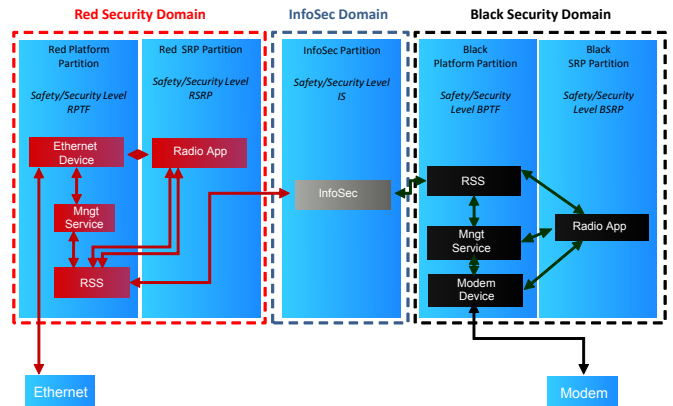 Red Security Domain
InfoSec Domain
Black Security Domain
Red Platform
Partition
Safety/Security Level
RPTF
Red SRP Partition
Safety/Security Level
RSRP
InfoSec Partition
Safety/Security Level
IS
Black
Platform Partition
Safety/Security
Level BPTF
Black
SRP Partition
Safety/Security
Level BSRP
Ethernet
Device
Radio App
Mngt
Service
RSS
InfoSec
RSS
Mngt
Service
Modem
Device
Radio App
Ethernet
Modem